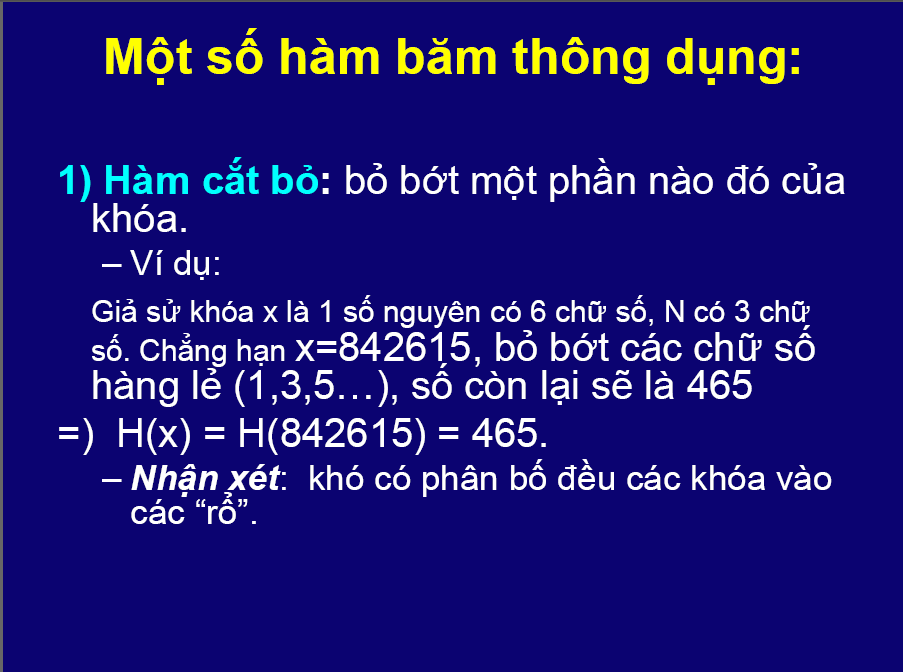 Một số hàm băm thông dụng:
1) Hàm cắt bỏ: bỏ bớt một phần nào đó của
khóa.
– Ví dụ:
Giả sử khóa x là 1 số nguyên có 6 chữ số, N có 3 chữ
số. Chẳng hạn x=842615, bỏ bớt các chữ số
hàng lẻ (1,3,5…), số còn lại sẽ là 465
=) H(x) = H(842615) = 465.
– Nhận xét: khó có phân bố đều các khóa vào
các “rổ”.